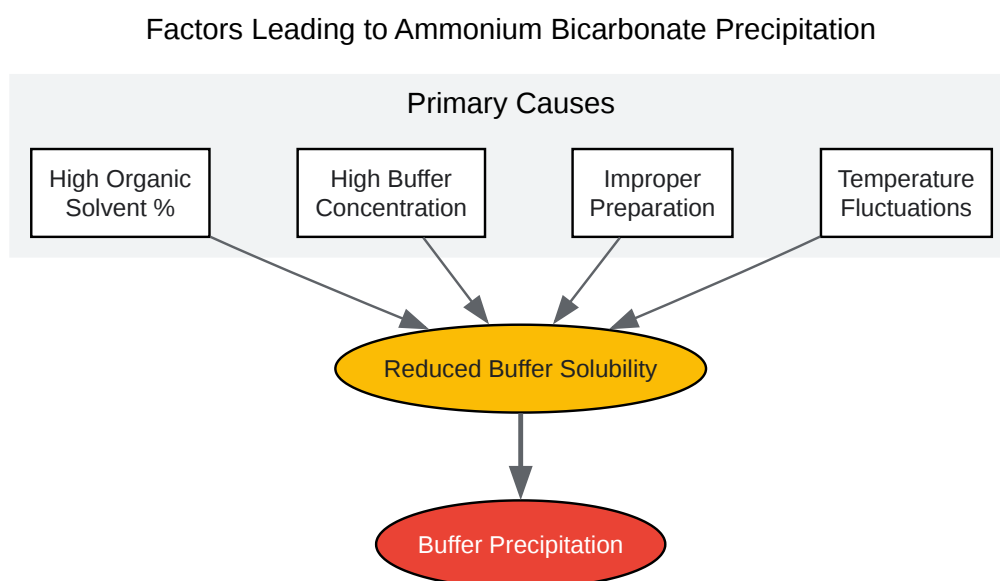 Factors Leading to Ammonium Bicarbonate Precipitation
Primary Causes
High Organic
Solvent %
High Buffer
Concentration
Improper
Preparation
Temperature
Fluctuations
Reduced Buffer Solubility
Buffer Precipitation